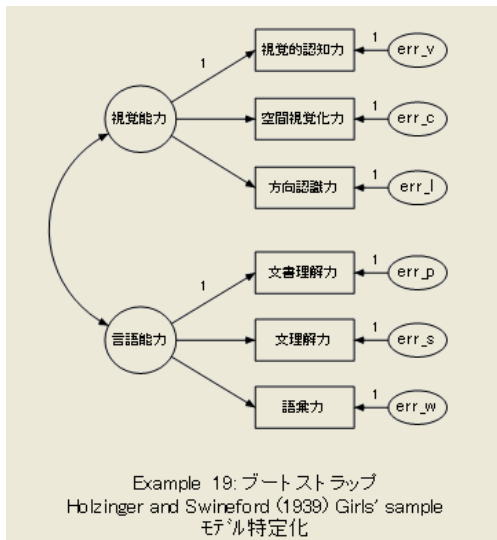 1
視覚的認知力
1
err_v
視覚能力
空間視覚化力
1
err_c
方向認識力
1
err_l
1
文書理解力
1
err_p
言語能力
文理解力
1
err_s
語彙力
1
err_w
Example 19: ブートストラップ
Holzinger and Swineford (1939) Girls' sample
モデル特定化